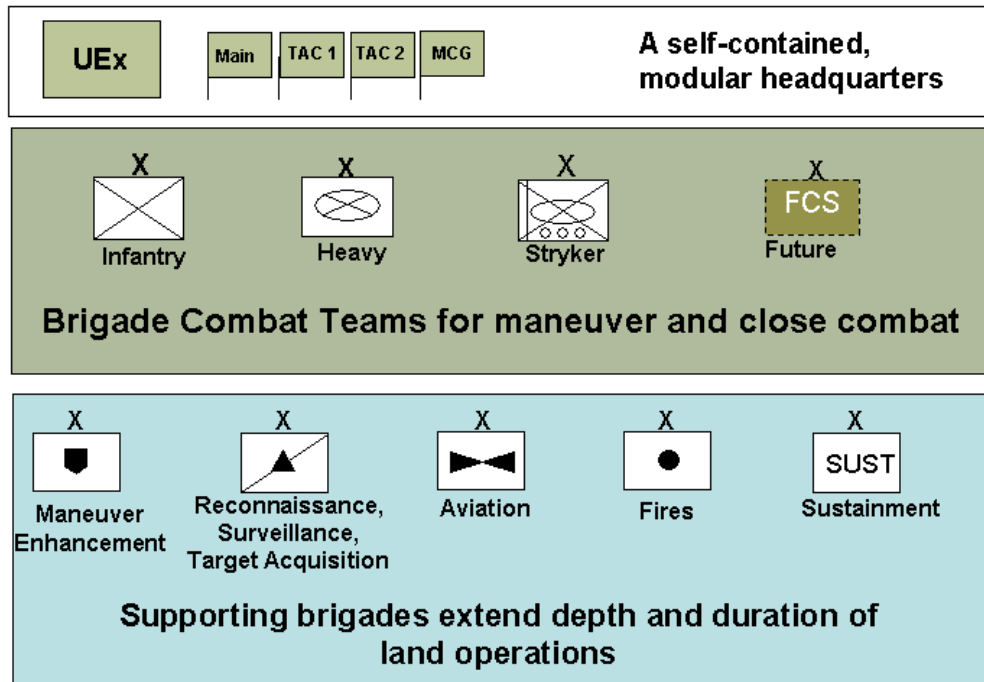 UEx
Main
TAC 1
TAC 2
MCG
A self-contained,
modular headquarters
X
X
X
X
FCS
Infantry
Heavy
Stryker
Future
Brigade Combat Teams for maneuver and close combat
X
X
X
X
X
SUST
Maneuver
Enhancement
Reconnaissance,
Surveillance,
Target Acquisition
Aviation
Fires
Sustainment
Supporting brigades extend depth and duration of
land operations